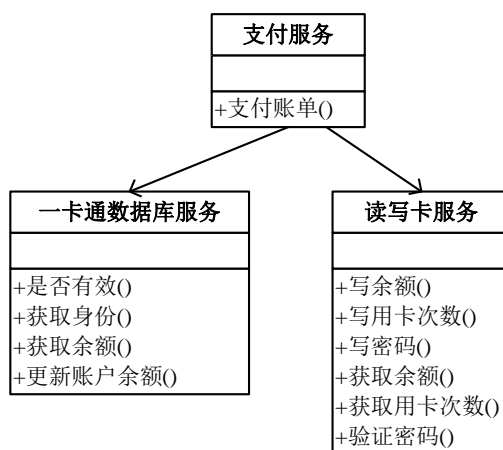 支付服务
+支付账单()
一卡通数据库服务
+是否有效()
+获取身份()
+获取余额()
+更新账户余额()
读写卡服务
+写余额()
+写用卡次数()
+写密码()
+获取余额()
+获取用卡次数()
+验证密码()